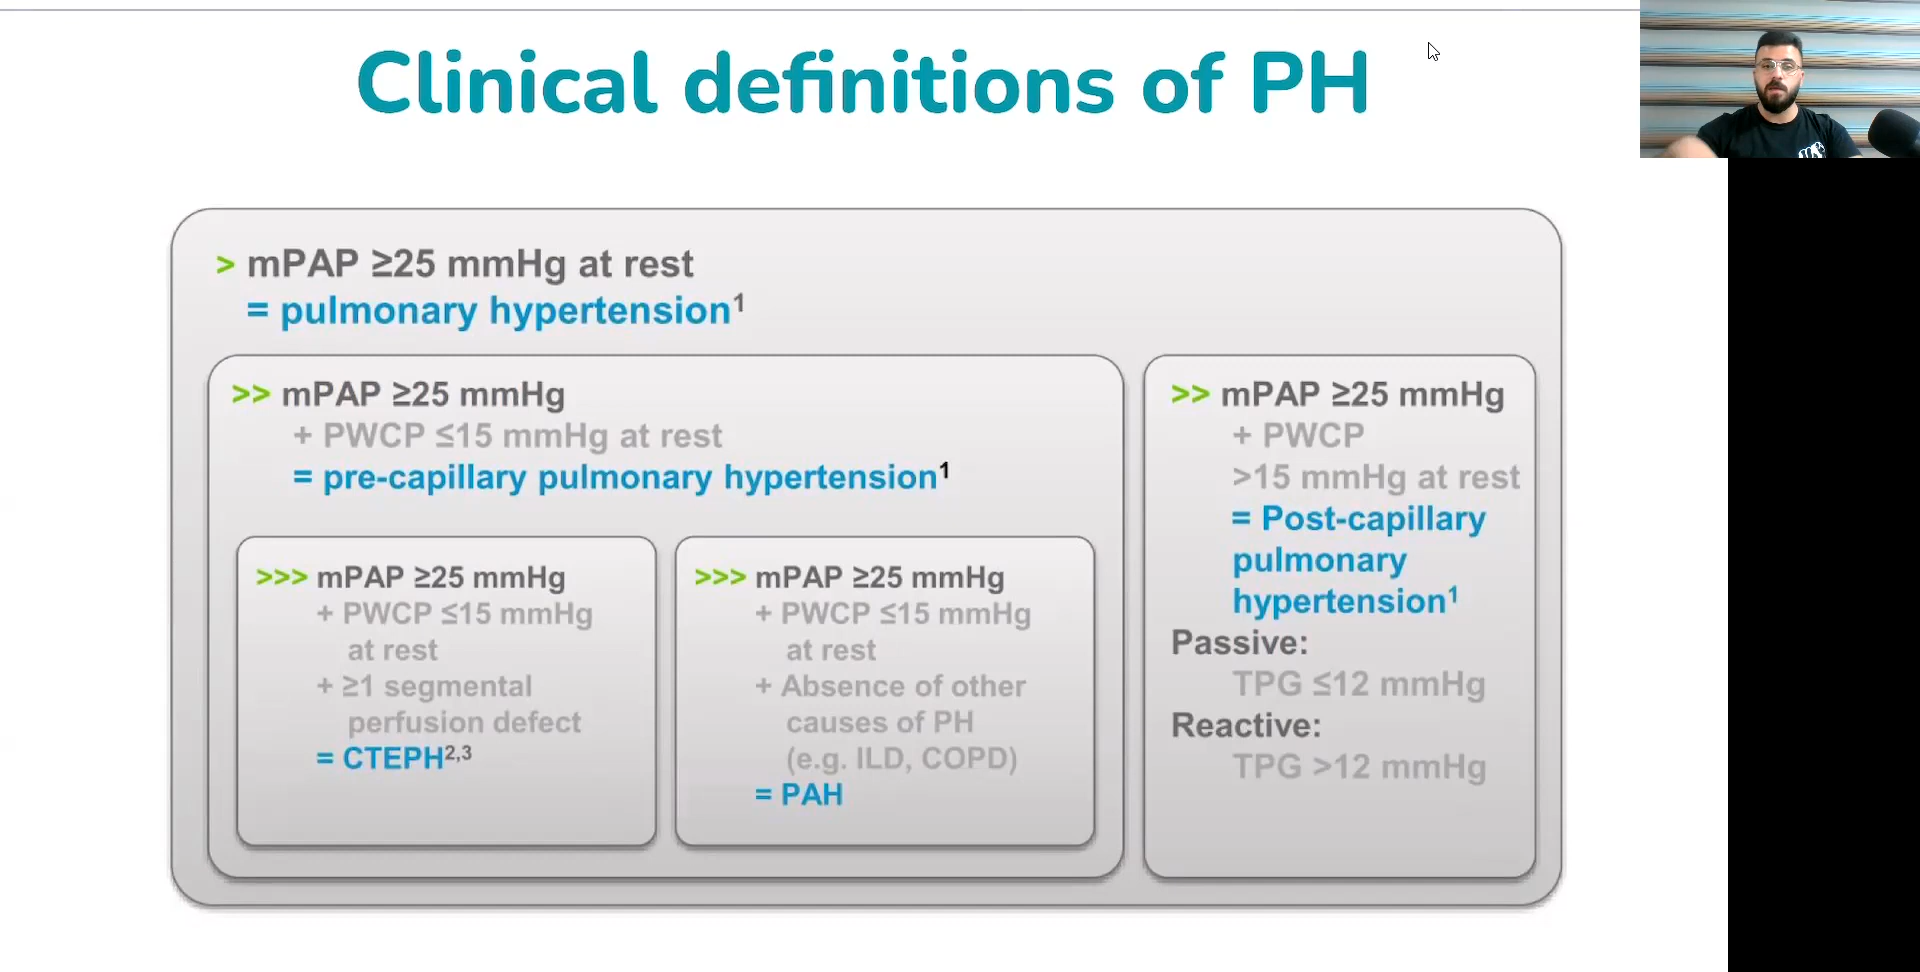 Clinical definitions of PH
> mPAP ≥25 mmHg at rest
= pulmonary hypertension¹
>> mPAP ≥25 mmHg
+ PWCP ≤15 mmHg at rest
= pre-capillary pulmonary hypertension¹
>>> mPAP ≥25 mmHg
+ PWCP ≤15 mmHg
at rest
+ ≥1 segmental
perfusion defect
= CTEPH²,³
>>> mPAP ≥25 mmHg
+ PWCP ≤15 mmHg
at rest
+ Absence of other
causes of PH
(e.g. ILD, COPD)
= PAH
>> mPAP ≥25 mmHg
+ PWCP
>15 mmHg at rest
= Post-capillary
pulmonary
hypertension¹
Passive:
TPG ≤12 mmHg
Reactive:
TPG >12 mmHg